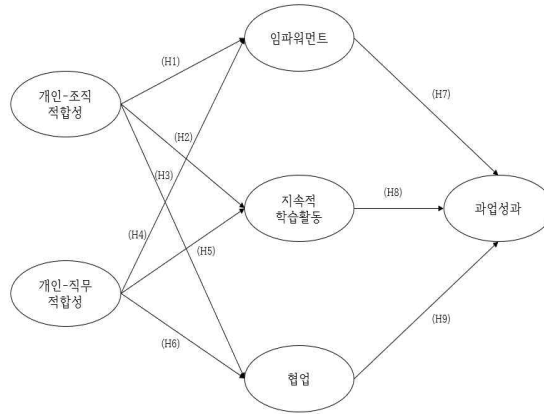 임파워먼트
(H1)
(H7)
개인-조직
적합성
(H2)
(H3)
지속적
학습활동
(H8)
과업성과
(H4)
(H5)
개인-직무
적합성
(H6)
(H9)
협업